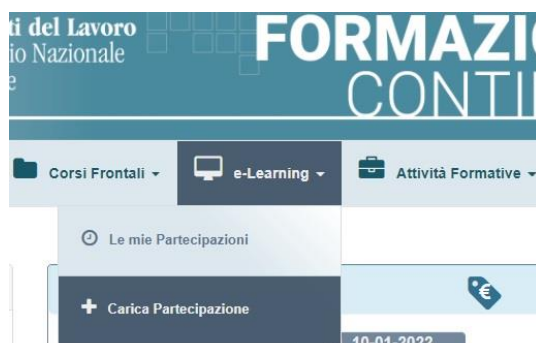 ti del Lavoro
io Nazionale
e
FORMAZI
CONTI
Corsi Frontali
e-Learning
Attività Formative
Le mie Partecipazioni
Carica Partecipazione
10-01-2022